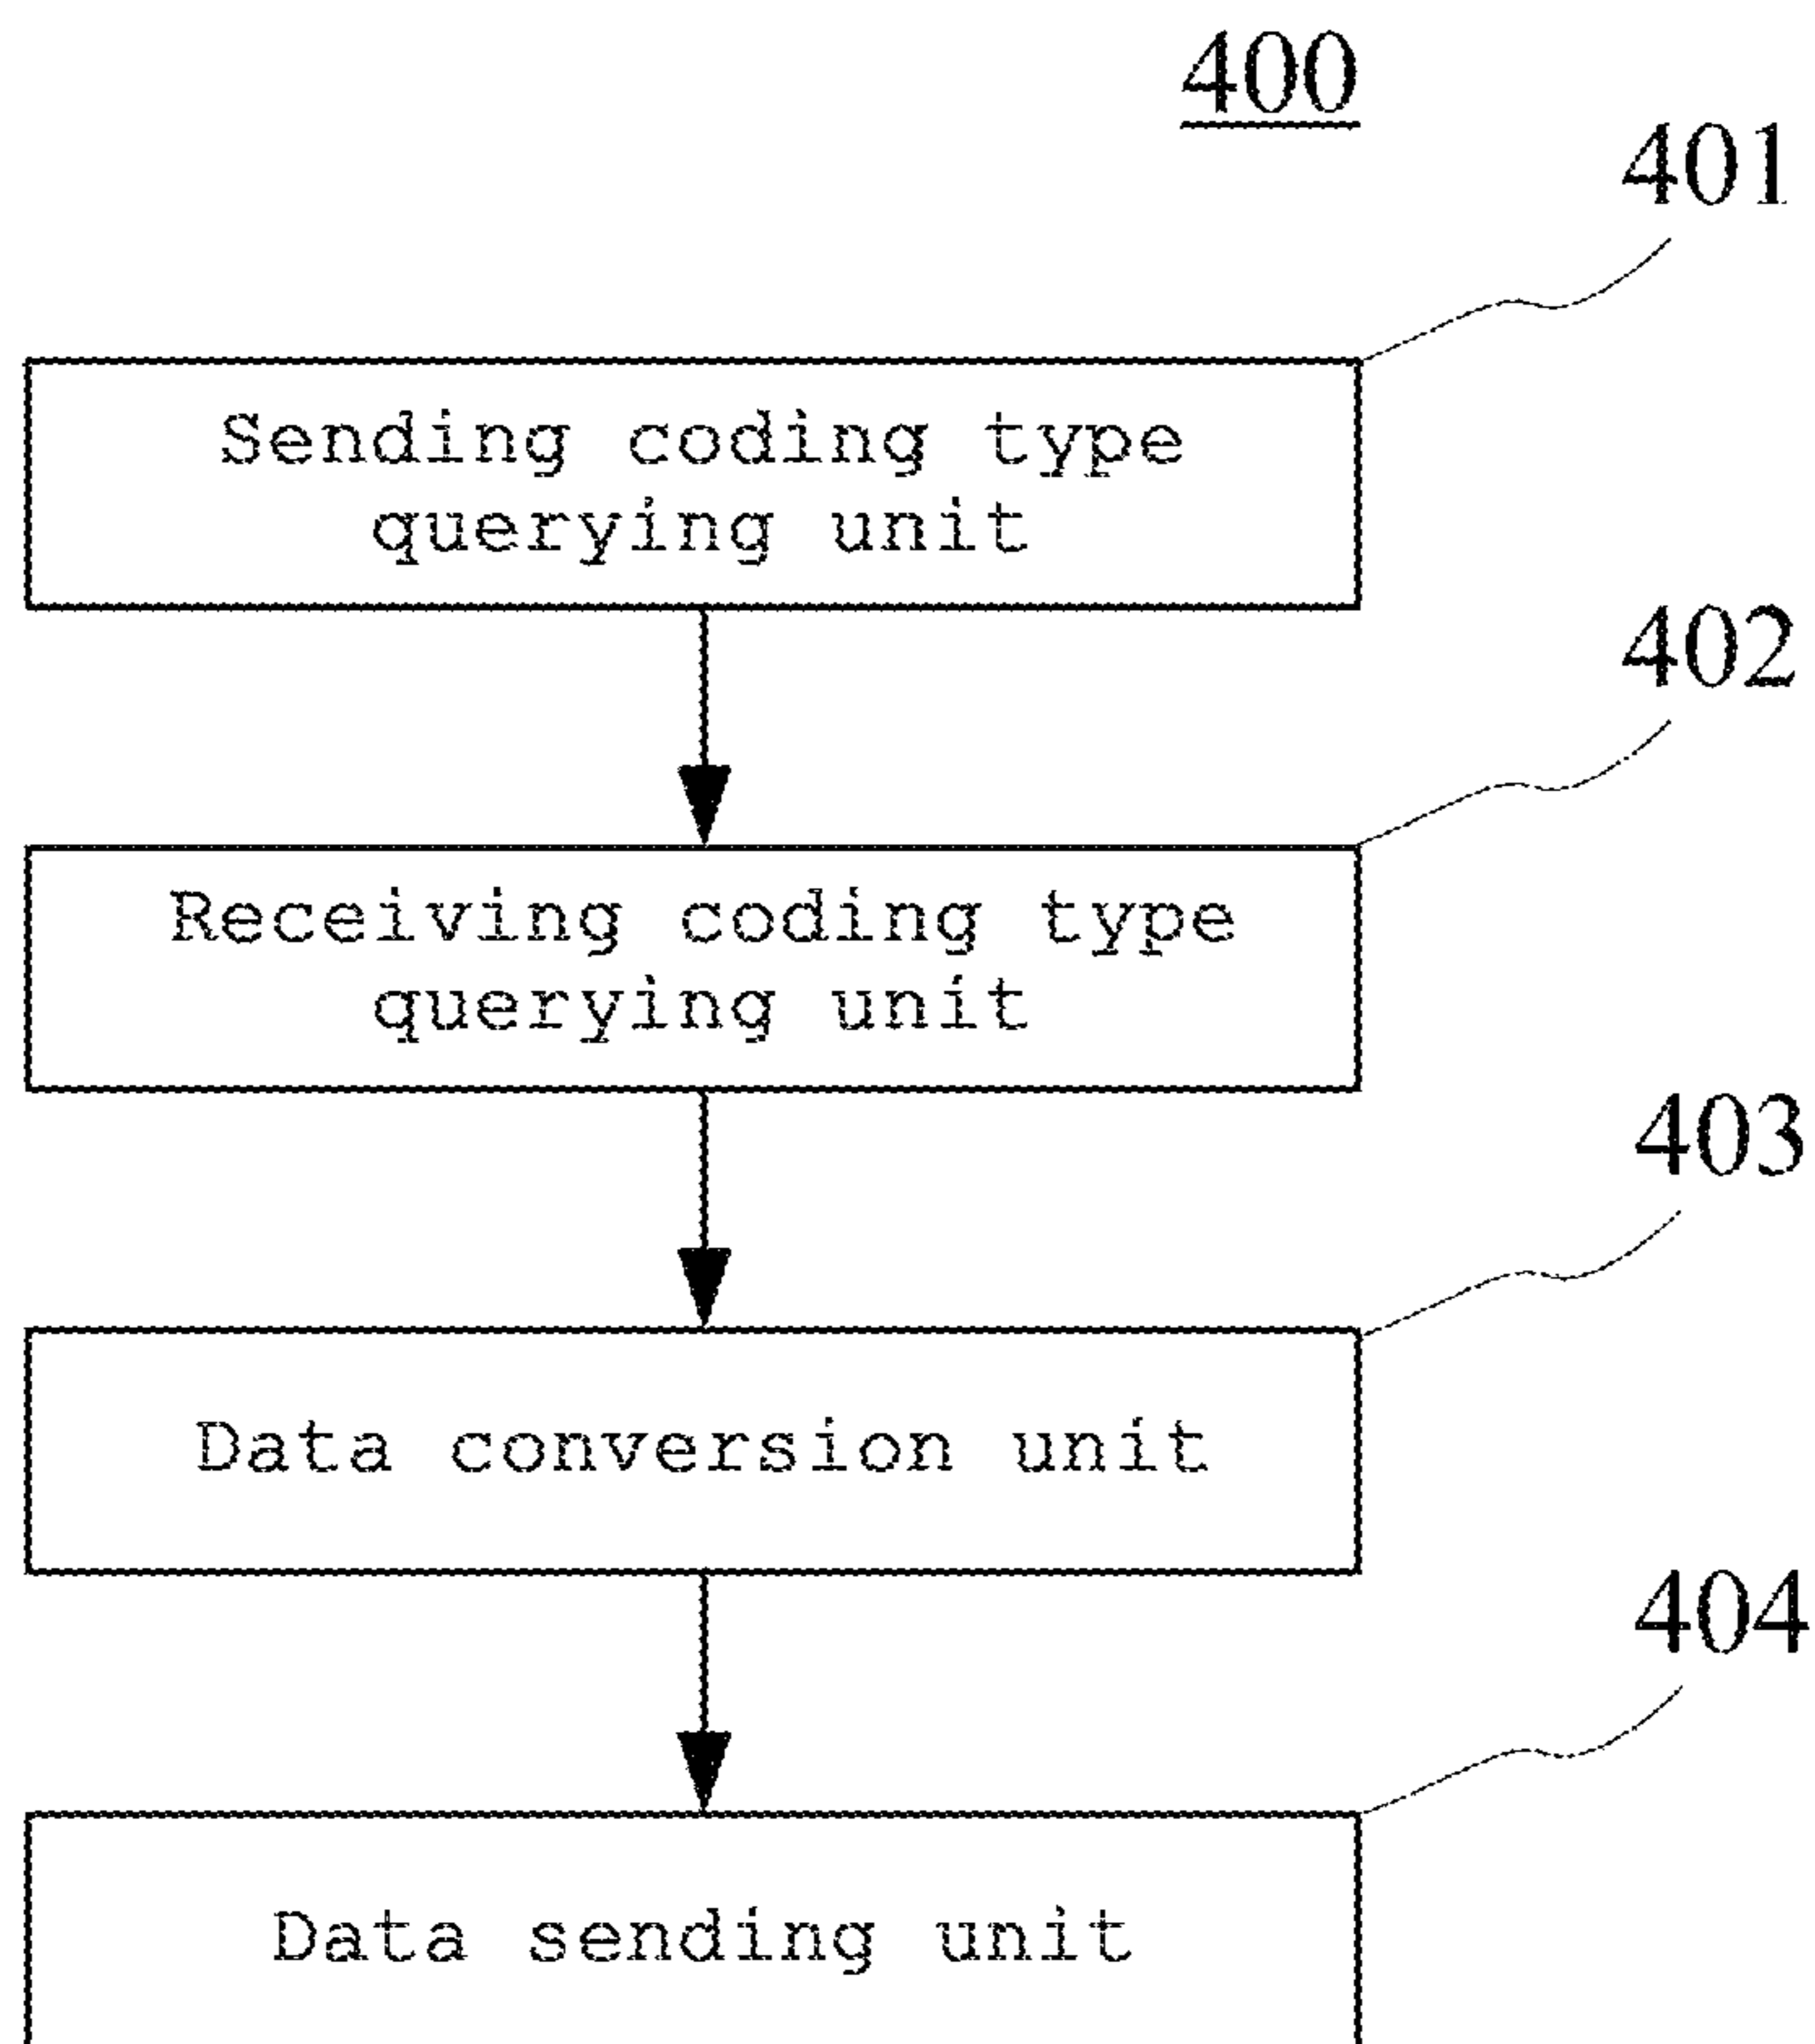 400
401
Sending coding type
querying unit
402
Receiving coding type
querying unit
403
Data conversion unit
404
Data sending unit